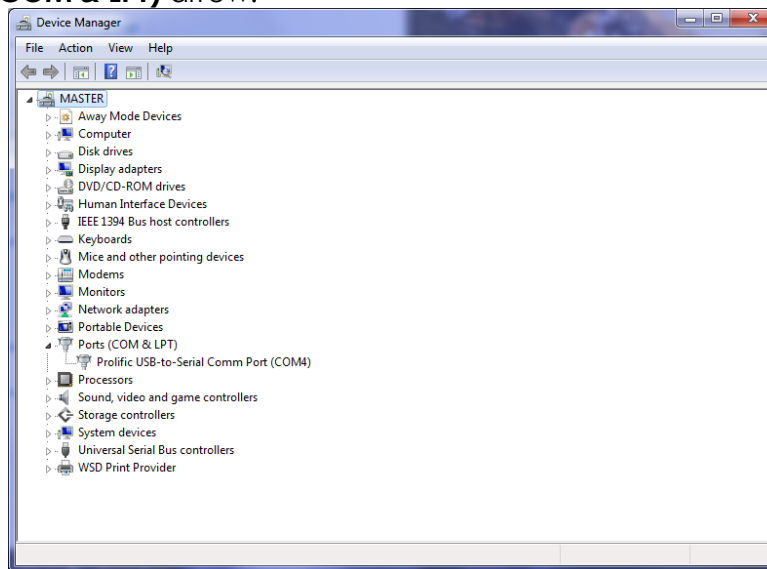 COM & LPT) arrow.
Device Manager
File Action View Help
MASTER
Away Mode Devices
Computer
Disk drives
Display adapters
DVD/CD-ROM drives
Human Interface Devices
IEEE 1394 Bus host controllers
Keyboards
Mice and other pointing devices
Modems
Monitors
Network adapters
Portable Devices
Ports (COM & LPT)
Prolific USB-to-Serial Comm Port (COM4)
Processors
Sound, video and game controllers
Storage controllers
System devices
Universal Serial Bus controllers
WSD Print Provider